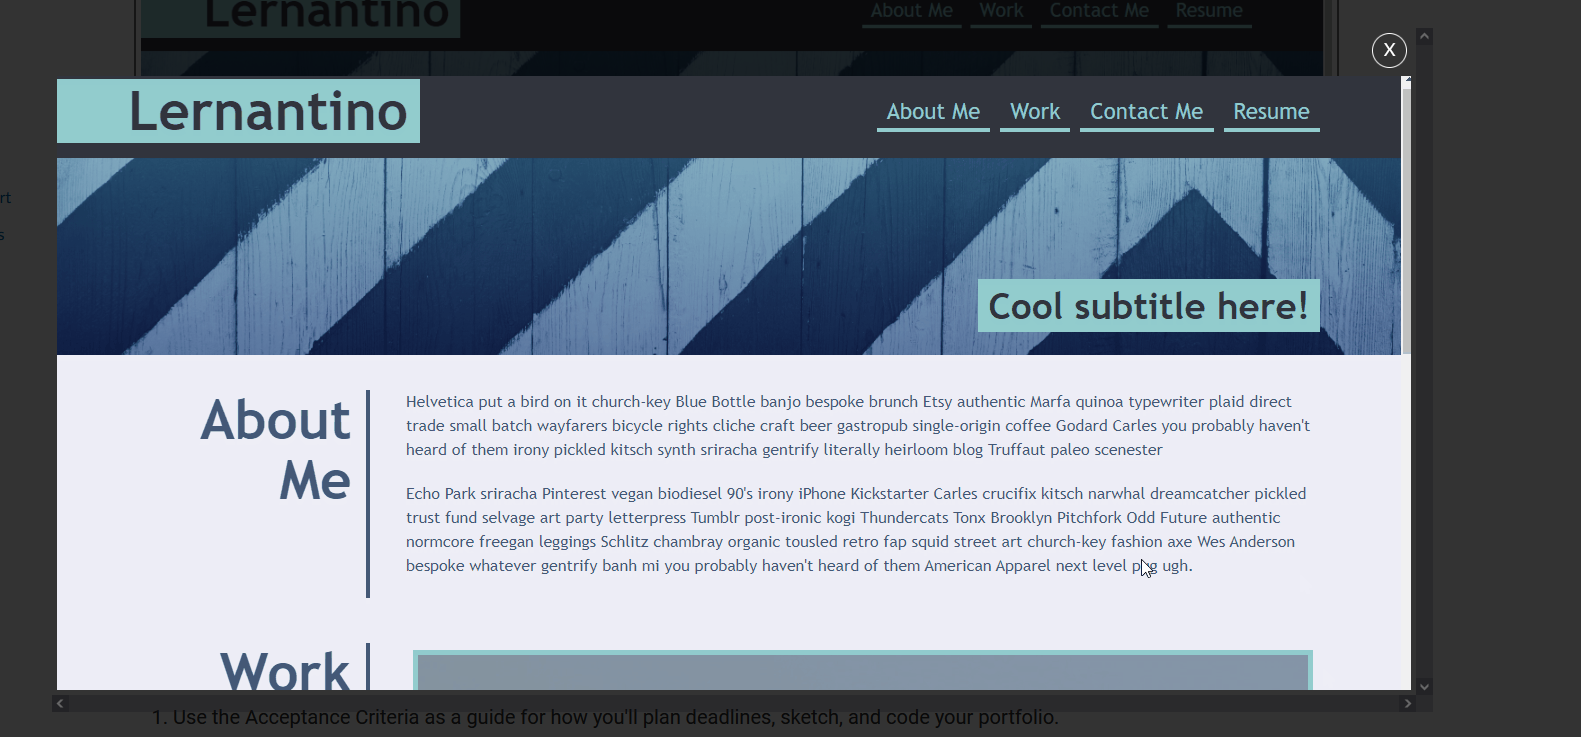 Lernantino
About Me Work Contact Me Resume
X
Lernantino
About Me Work Contact Me Resume
rt
s
Cool subtitle here!
About
Me
Helvetica put a bird on it church-key Blue Bottle banjo bespoke brunch Etsy authentic Marfa quinoa typewriter plaid direct
trade small batch wayfarers bicycle rights cliche craft beer gastropub single-origin coffee Godard Carles you probably haven't
heard of them irony pickled kitsch synth sriracha gentrify literally heirloom blog Truffaut paleo scenester
Echo Park sriracha Pinterest vegan biodiesel 90's irony iPhone Kickstarter Carles crucifix kitsch narwhal dreamcatcher pickled
trust fund selvage art party letterpress Tumblr post-ironic kogi Thundercats Tonx Brooklyn Pitchfork Odd Future authentic
normcore freegan leggings Schlitz chambray organic tousled retro fap squid street art church-key fashion axe Wes Anderson
bespoke whatever gentrify banh mi you probably haven't heard of them American Apparel next level ugh.
Work
1. Use the Acceptance Criteria as a guide for how you'll plan deadlines, sketch, and code your portfolio.